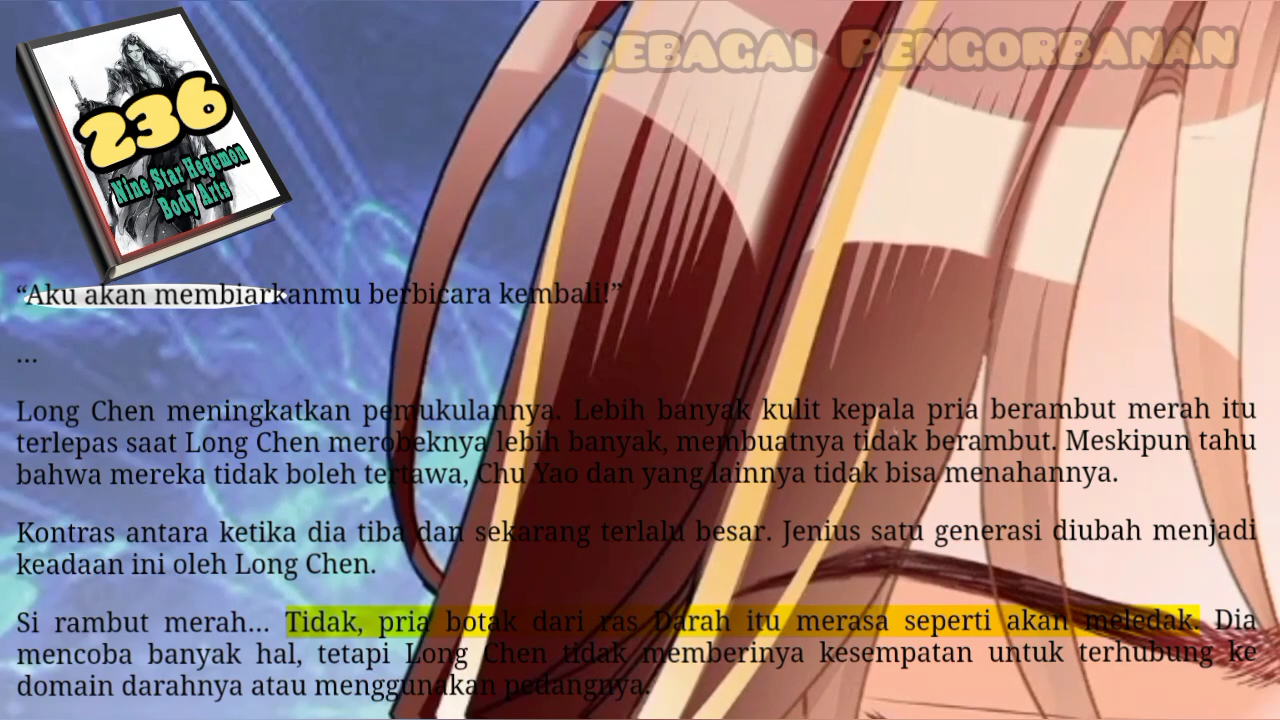 SEBAGAI PENGORBANAN
236
Nine Star Hegemon
Body Arts
“Aku akan membiarkanmu berbicara kembali!”
...
Long Chen meningkatkan pemukulannya. Lebih banyak kulit kepala pria berambut merah itu
terlepas saat Long Chen merobeknya lebih banyak, membuatnya tidak berambut. Meskipun tahu
bahwa mereka tidak boleh tertawa, Chu Yao dan yang lainnya tidak bisa menahannya.
Kontras antara ketika dia tiba dan sekarang terlalu besar. Jenius satu generasi diubah menjadi
keadaan ini oleh Long Chen.
Si rambut merah... Tidak, pria botak dari ras Darah itu merasa seperti akan meledak. Dia
mencoba banyak hal, tetapi Long Chen tidak memberinya kesempatan untuk terhubung ke
domain darahnya atau menggunakan pedangnya.